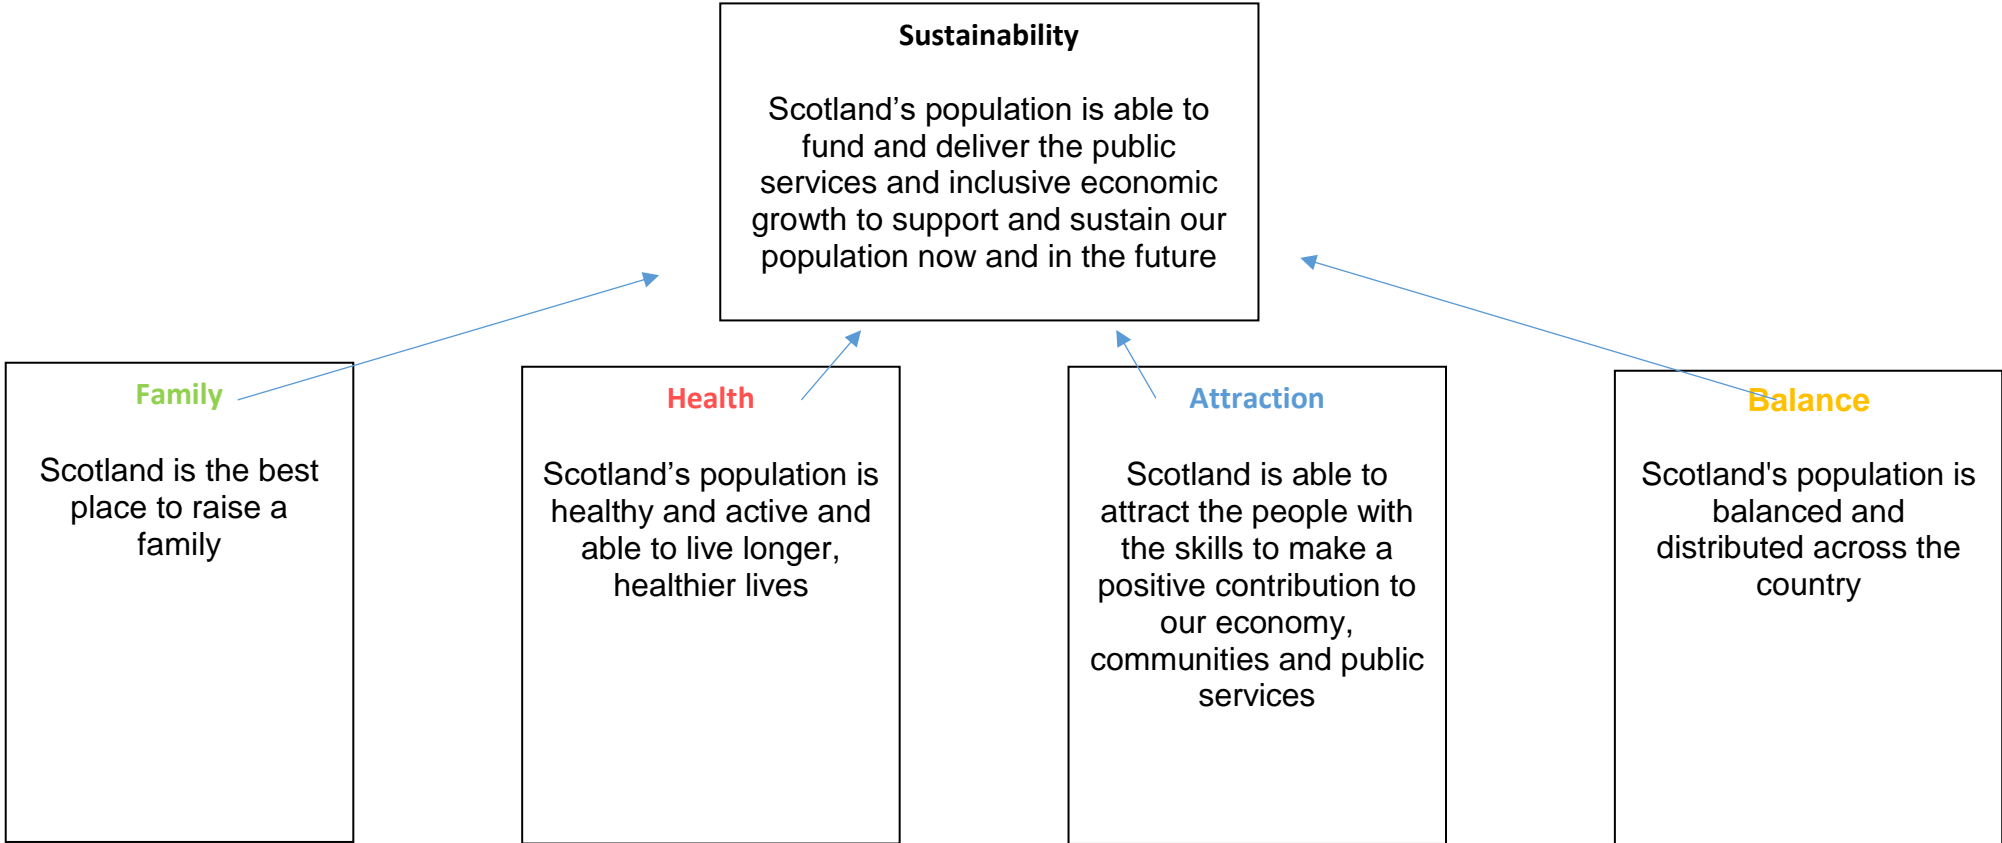 Sustainability
Scotland’s population is able to
fund and deliver the public
services and inclusive economic
growth to support and sustain our
population now and in the future
Family
Scotland is the best
place to raise a
family
Health
Scotland’s population is
healthy and active and
able to live longer,
healthier lives
Attraction
Scotland is able to
attract the people with
the skills to make a
positive contribution to
our economy,
communities and public
services
Balance
Scotland's population is
balanced and
distributed across the
country